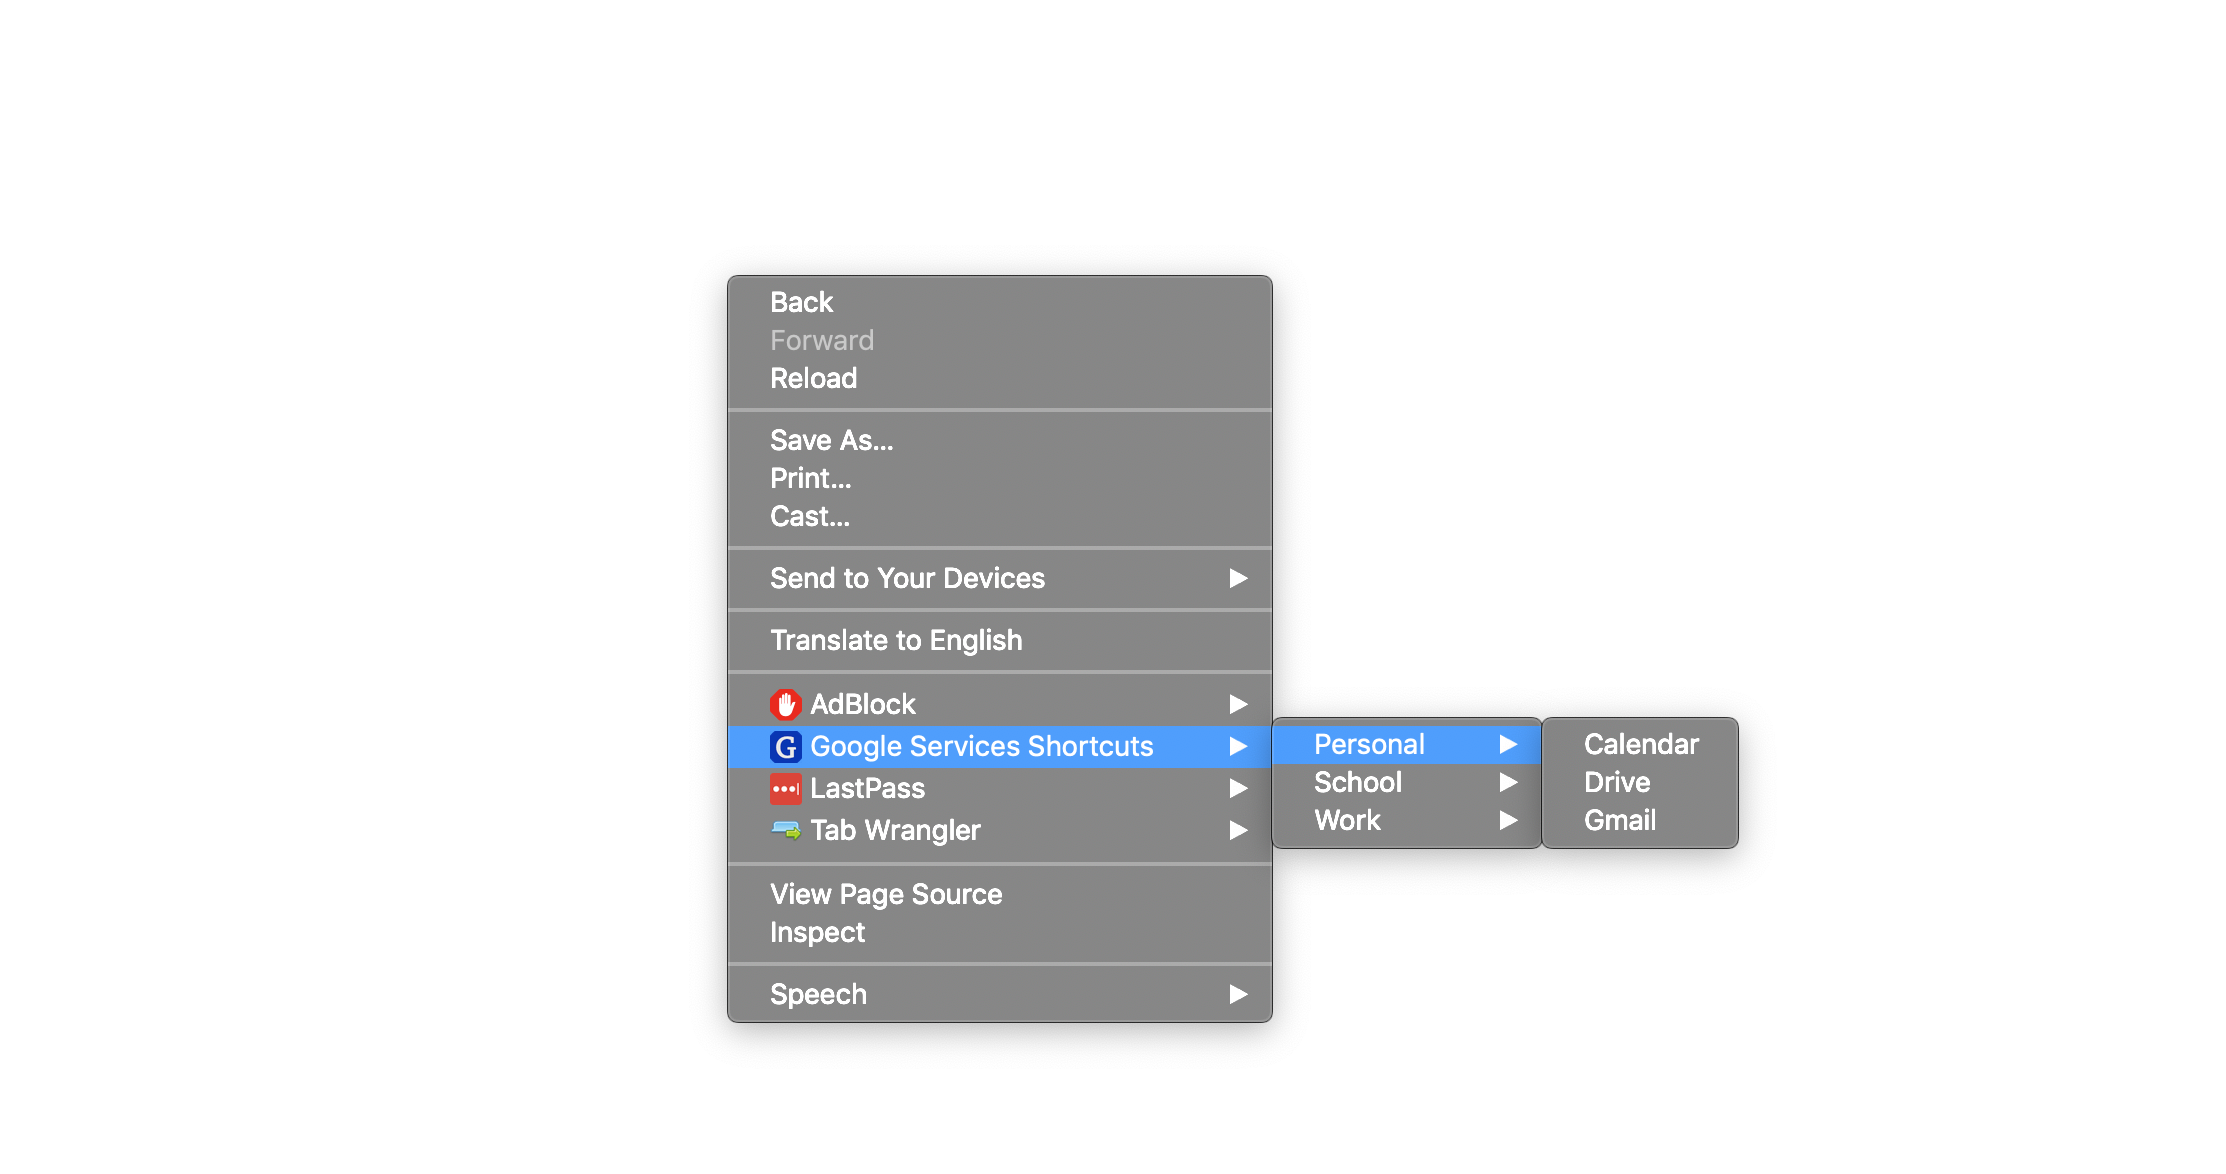 Back
Forward
Reload
Save As...
Print...
Cast...
Send to Your Devices
Translate to English
AdBlock
G Google Services Shortcuts
LastPass
Tab Wrangler
View Page Source
Inspect
Speech
Personal
School
Work
Calendar
Drive
Gmail